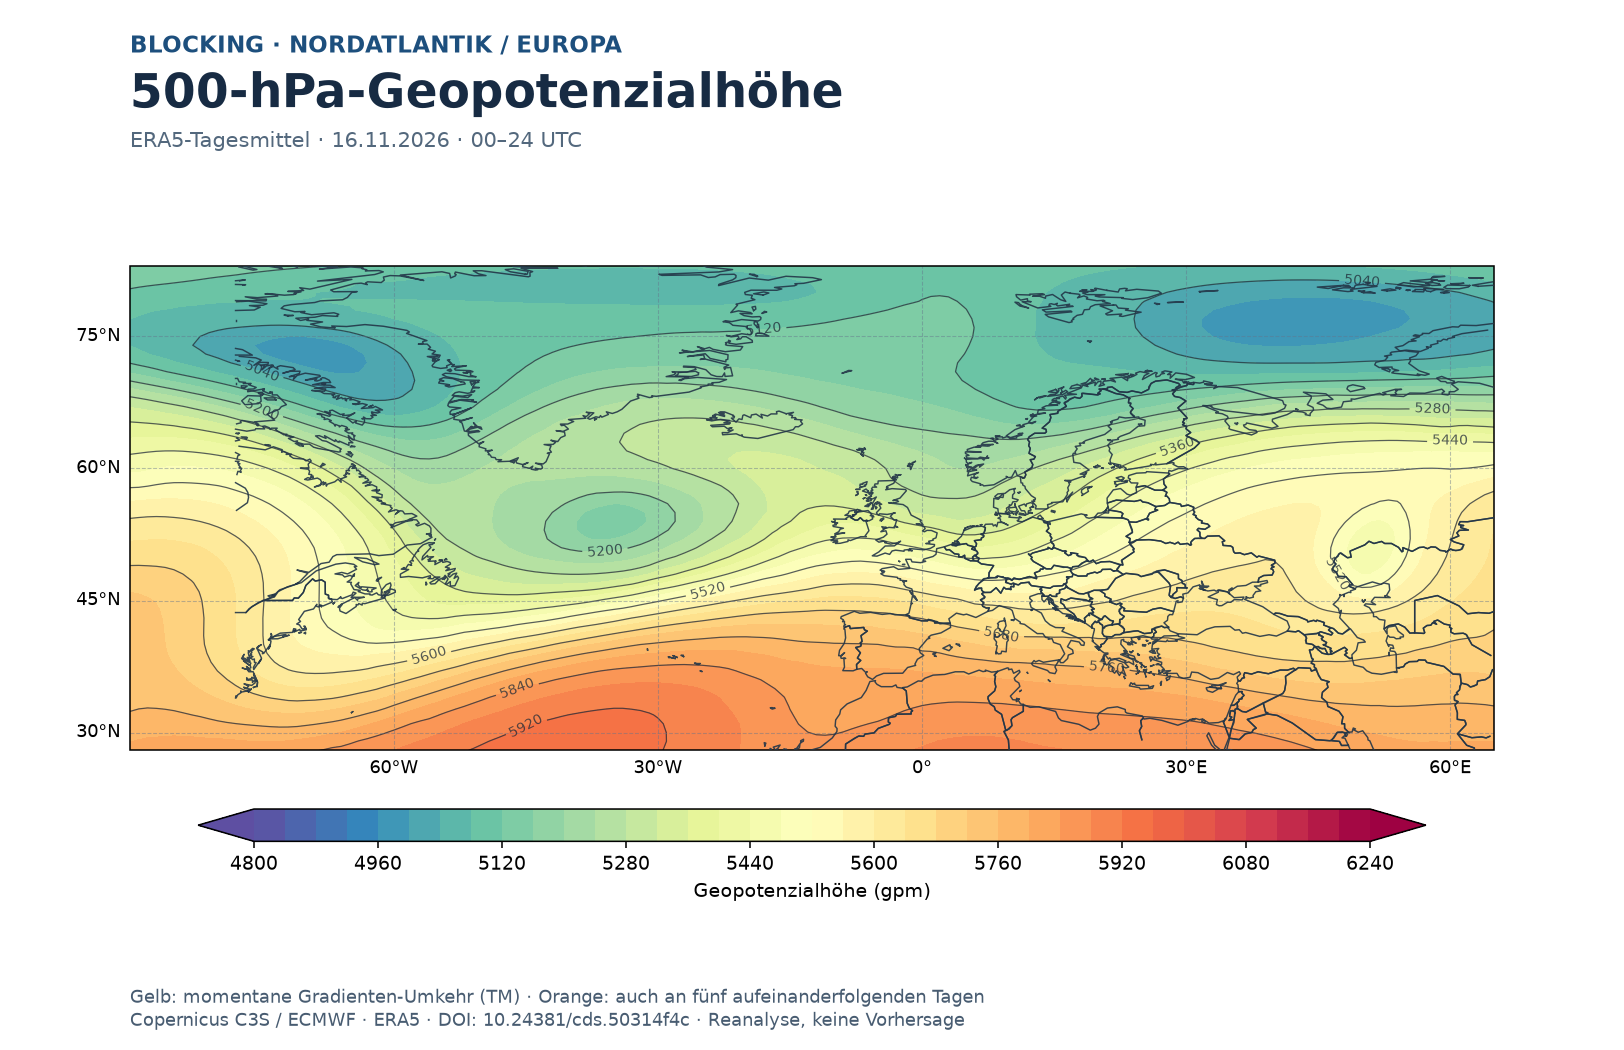 BLOCKING · NORDATLANTIK / EUROPA
500-hPa-Geopotenzialhöhe
ERA5-Tagesmittel · 16.11.2026 · 00–24 UTC
5040
5120
75°N
5040
5200
5280
5440
5360
60°N
5200
5520
5520
45°N
5680
5600
5760
5840
5920
30°N
60°W 30°W 0° 30°E 60°E
4800 4960 5120 5280 5440 5600 5760 5920 6080 6240
Geopotenzialhöhe (gpm)
Gelb: momentane Gradienten-Umkehr (TM) · Orange: auch an fünf aufeinanderfolgenden Tagen
Copernicus C3S / ECMWF · ERA5 · DOI: 10.24381/cds.50314f4c · Reanalyse, keine Vorhersage